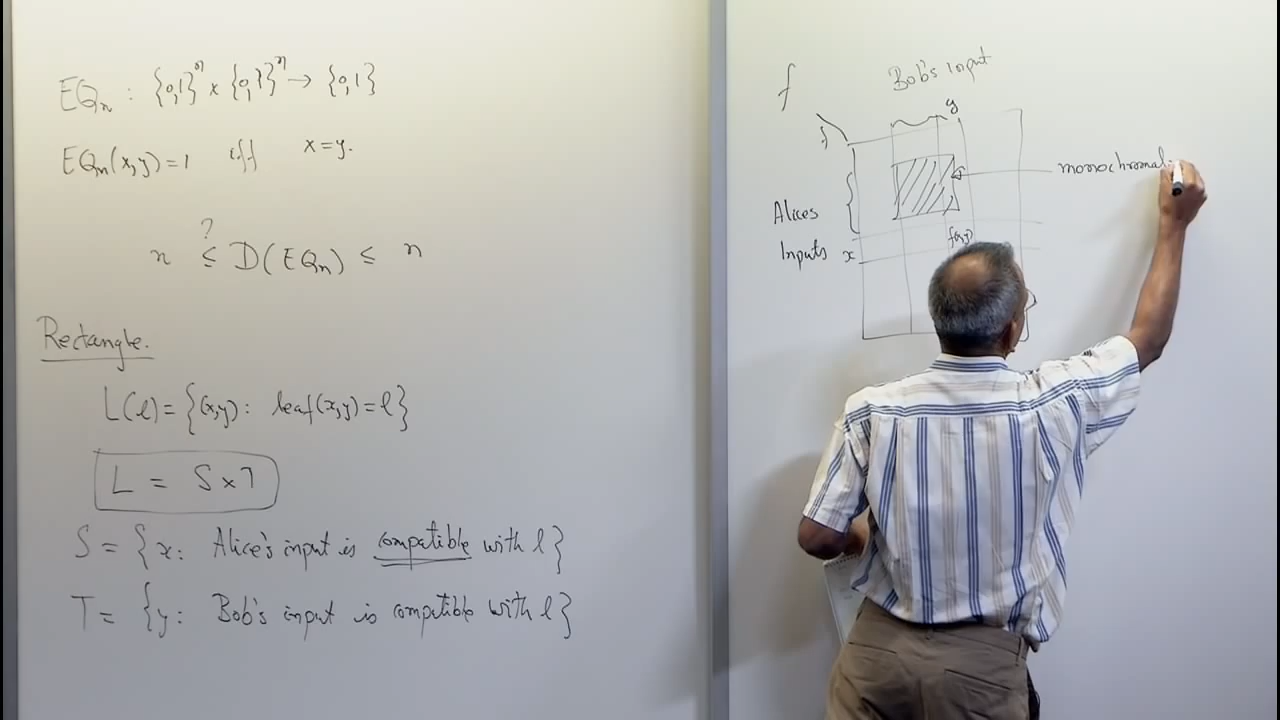 EQₙ : {0,1}ⁿ × {0,1}ⁿ → {0,1}
EQₙ(x,y)=1 iff x=y.
?
n ≤ D(EQₙ) ≤ n
Rectangle.
L(l)={(x,y): leaf(x,y)=l}
L = S×T
S = {x: Alice's input is compatible with l}
T = {y: Bob's input is compatible with l}
f
Bob's Input
y
monochromat
Alices
Inputs x
f(x,y)